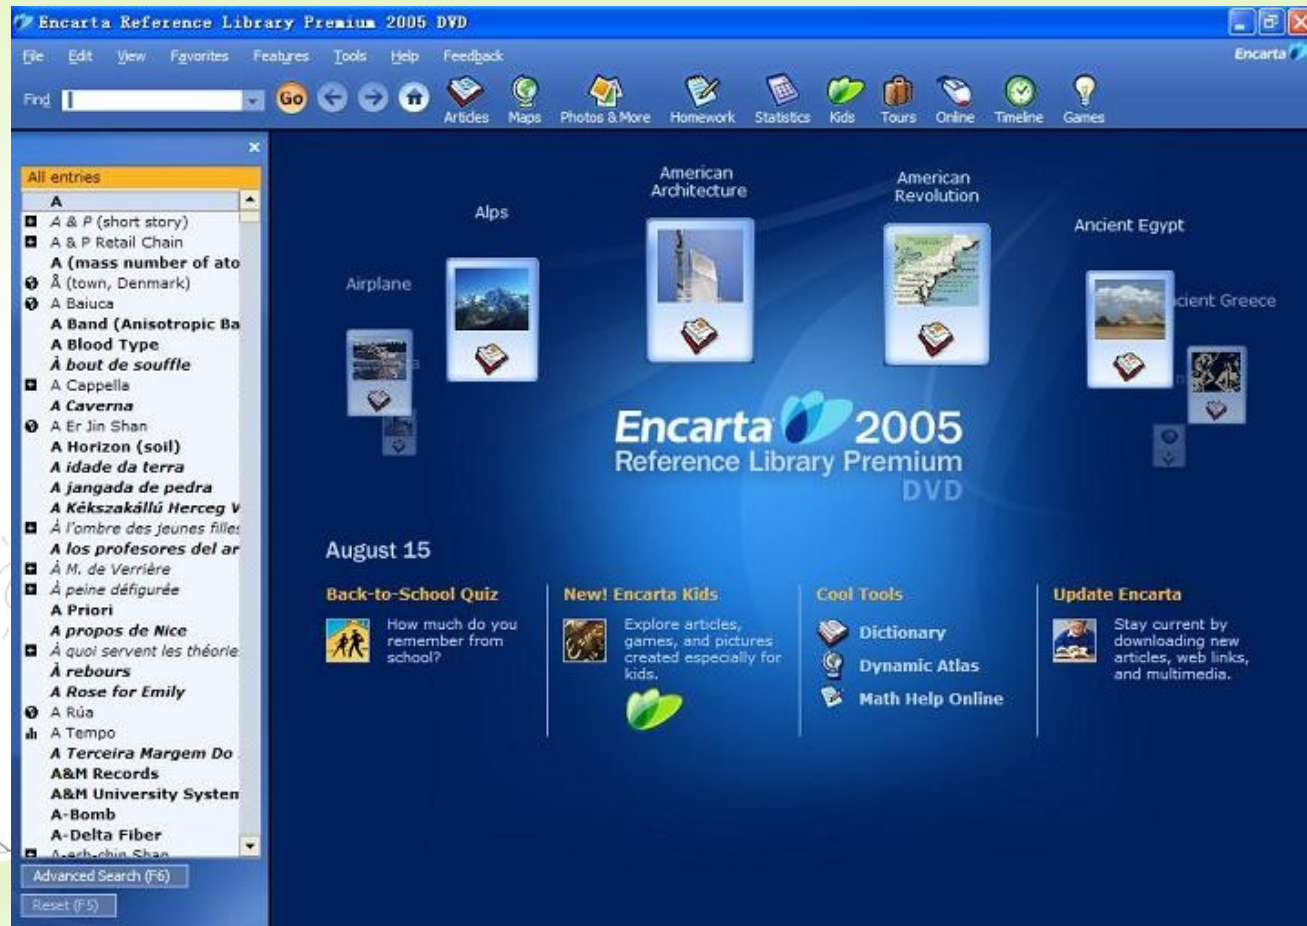 Encarta Reference Library Premium 2005 DVD
File Edit View Favorites Features Tools Help Feedback
Encarta
Find
Go
Articles Maps Photos & More Homework Statistics Kids Tours Online Timeline Games
All entries
A
A & P (short story)
A & P Retail Chain
A (mass number of ato
Å (town, Denmark)
A Baiuca
A Band (Anisotropic Ba
A Blood Type
À bout de souffle
A Cappella
A Caverna
A Er Jin Shan
A Horizon (soil)
A idade da terra
A jangada de pedra
A Kékszakállú Herceg V
À l'ombre des jeunes filles
A los profesores del ar
À M. de Verrière
À peine défigurée
A Priori
A propos de Nice
À quoi servent les théorie
À rebours
A Rose for Emily
A Rúa
A Tempo
A Terceira Margem Do
A&M Records
A&M University System
A-Bomb
A-Delta Fiber
A-erh-chin Shan
Advanced Search (F6)
Reset (F5)
Airplane
Alps
American
Architecture
American
Revolution
Ancient Egypt
cient Greece
Encarta 2005
Reference Library Premium
DVD
August 15
Back-to-School Quiz
How much do you
remember from
school?
New! Encarta Kids
Explore articles,
games, and pictures
created especially for
kids.
Cool Tools
Dictionary
Dynamic Atlas
Math Help Online
Update Encarta
Stay current by
downloading new
articles, web links,
and multimedia.